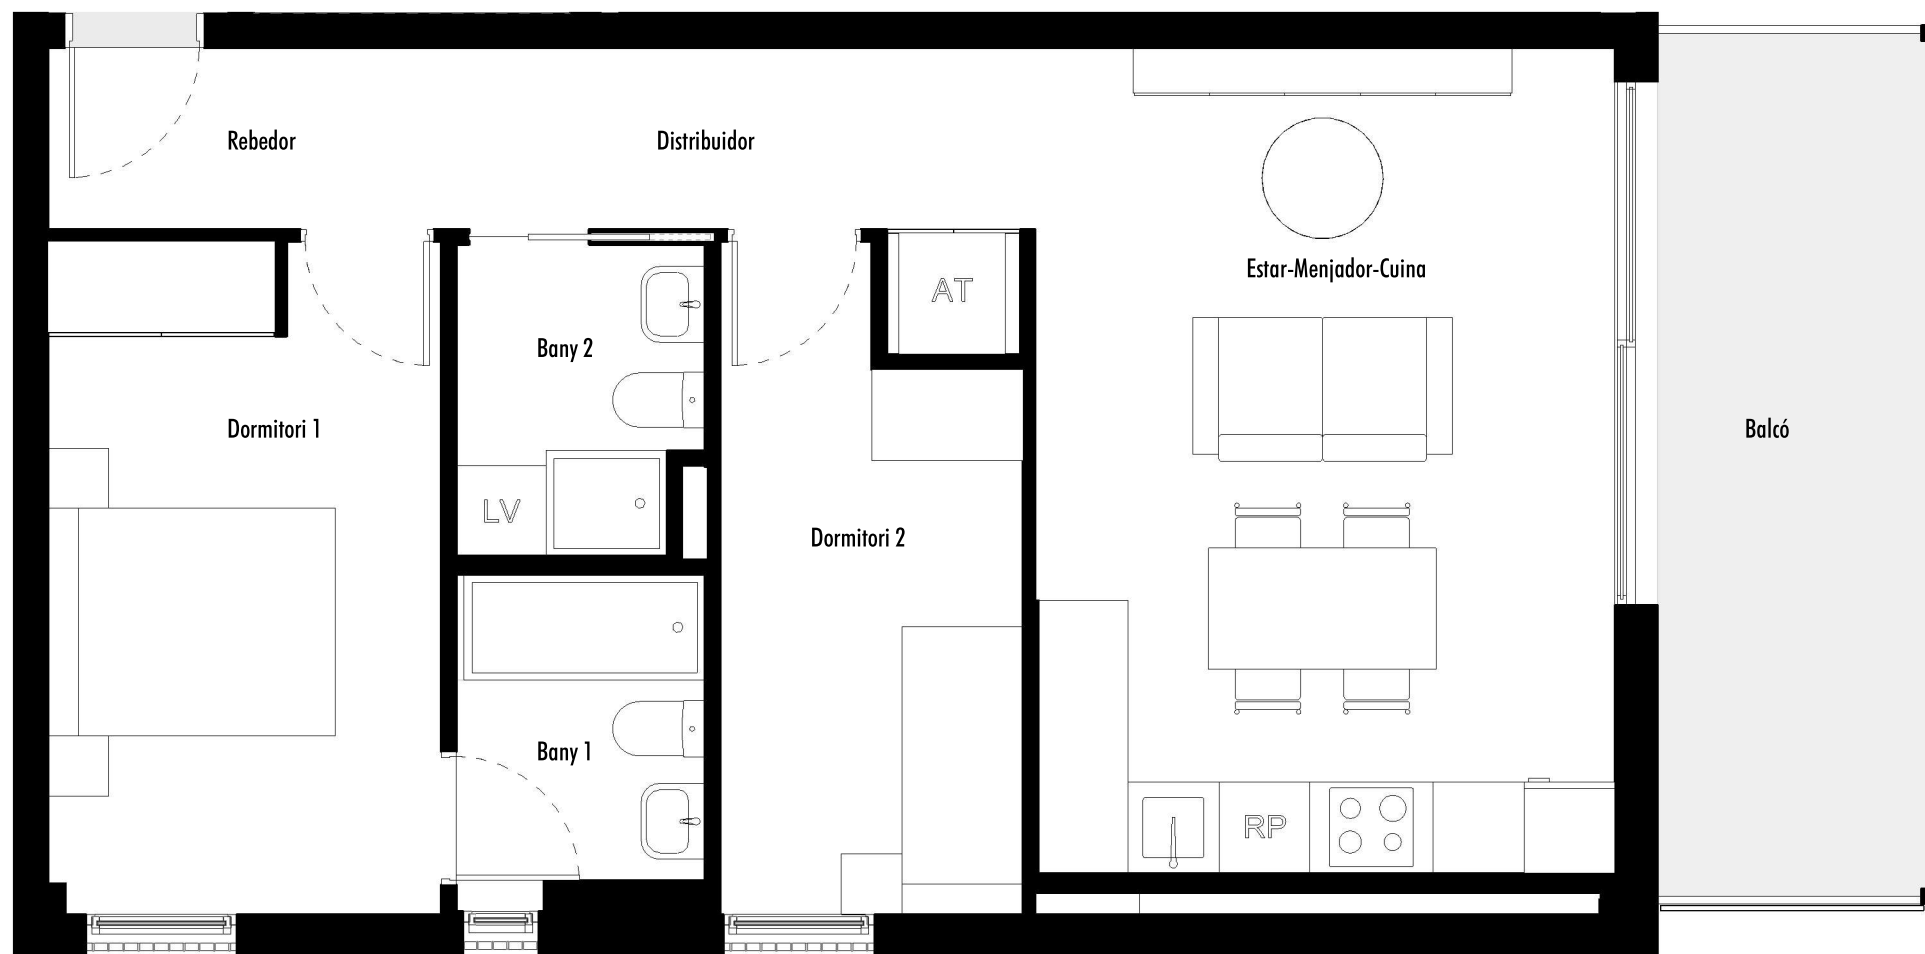 Rebedor
Distribuidor
Estar-Menjador-Cuina
AT
Bany 2
Dormitori 1
Balcó
LV
Dormitori 2
Bany 1
RP